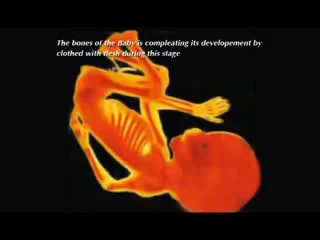 The bones of the Baby is compleating its developement by
clothed with flesh during this stage